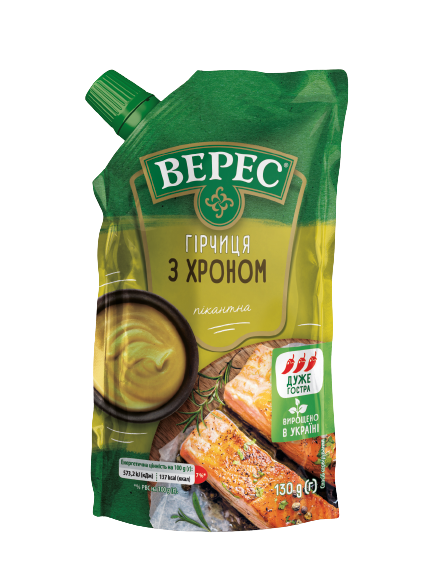 ВЕРЕС®
ГІРЧИЦЯ
З ХРОНОМ
пікантна
ДУЖЕ
ГОСТРА
ВИРОЩЕНО
В УКРАЇНІ
Енергетична цінність на 100 g (г):
573,2 kJ (кДж) 137 kcal (ккал) 7%*
130 g (г)